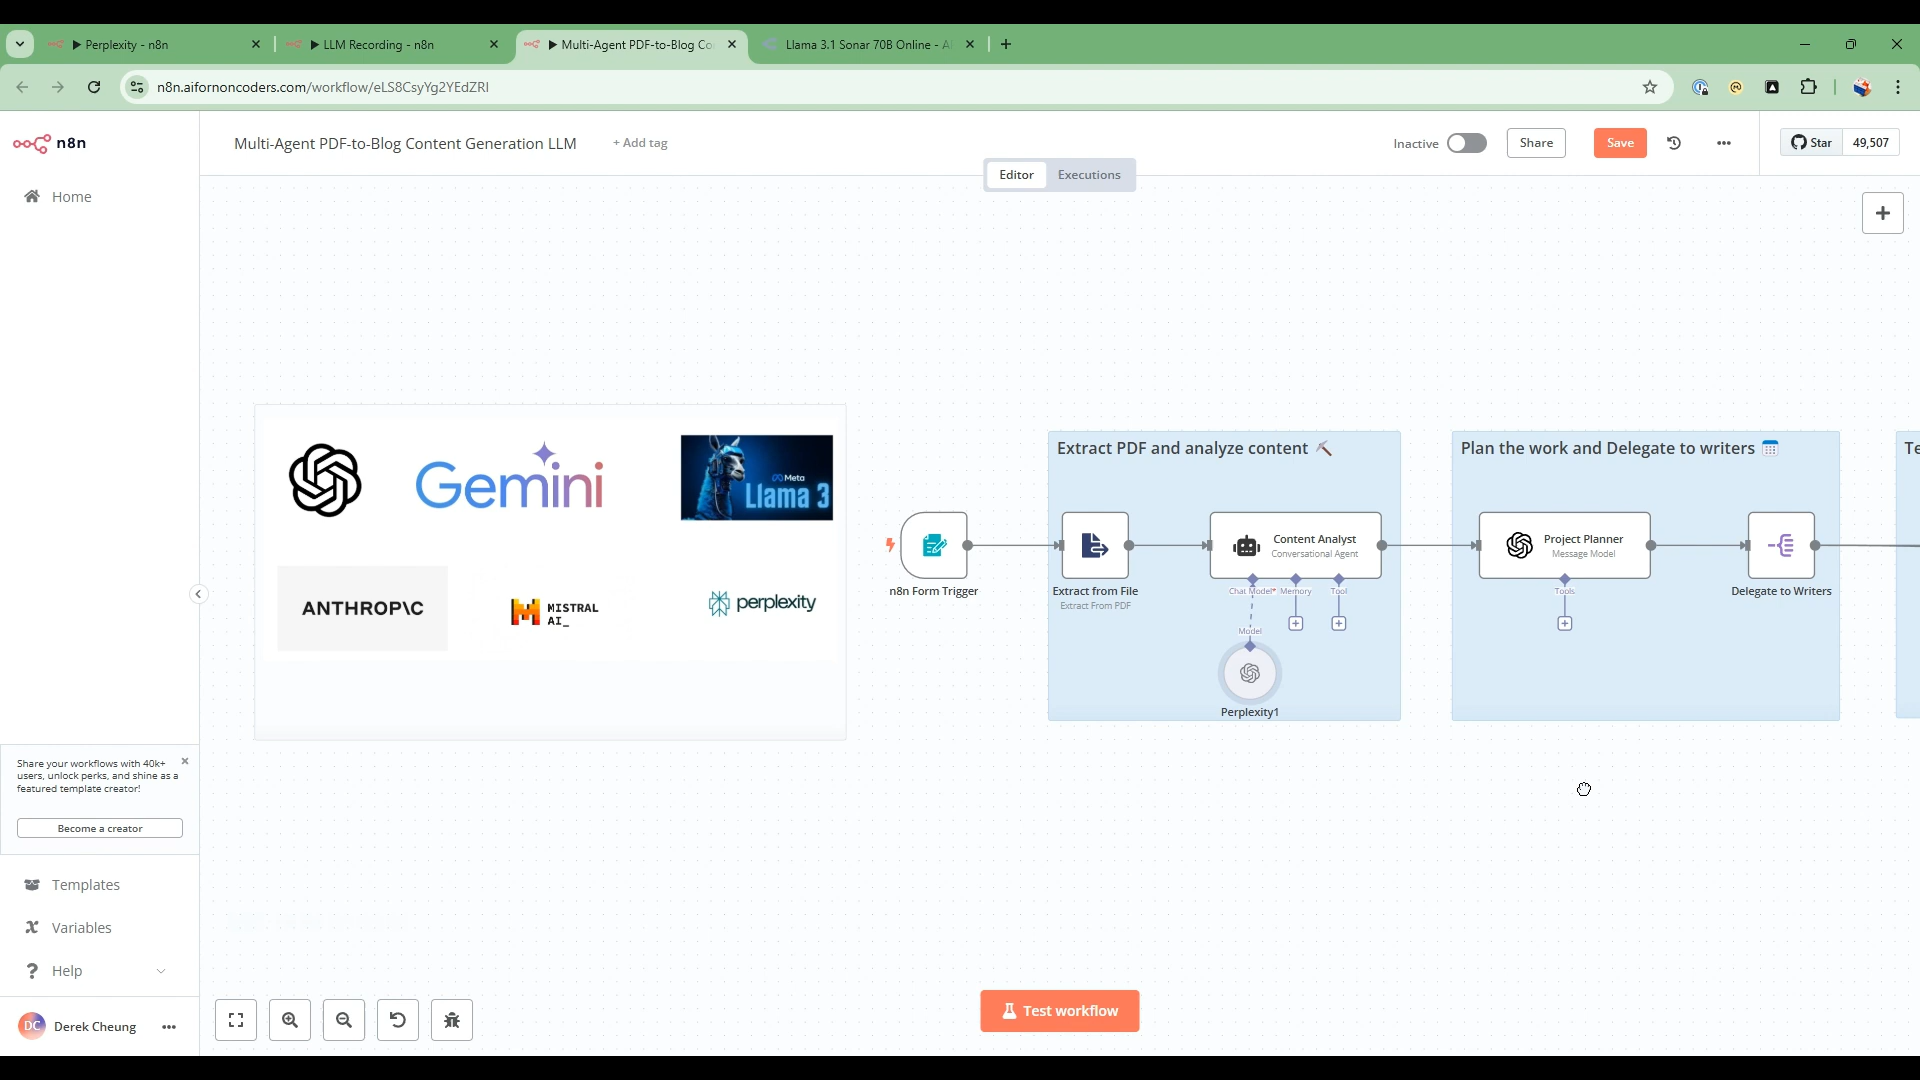 Perplexity - n8n
LLM Recording - n8n
Multi-Agent PDF-to-Blog Co
Llama 3.1 Sonar 70B Online - A
n8n.aifornoncoders.com/workflow/eLS8CsyYg2YEdZRI
n8n
Multi-Agent PDF-to-Blog Content Generation LLM
+ Add tag
Inactive
Share
Save
Star
49,507
Editor
Executions
Home
Gemini
Meta
Llama 3
ANTHROP\C
MISTRAL
AI_
perplexity
n8n Form Trigger
Extract PDF and analyze content
Extract from File
Extract From PDF
Content Analyst
Conversational Agent
Chat Model*
Memory
Tool
Model
Perplexity1
Plan the work and Delegate to writers
Project Planner
Message Model
Tools
Delegate to Writers
Te
Share your workflows with 40k+
users, unlock perks, and shine as a
featured template creator!
Become a creator
Templates
Variables
Help
DC
Derek Cheung
Test workflow